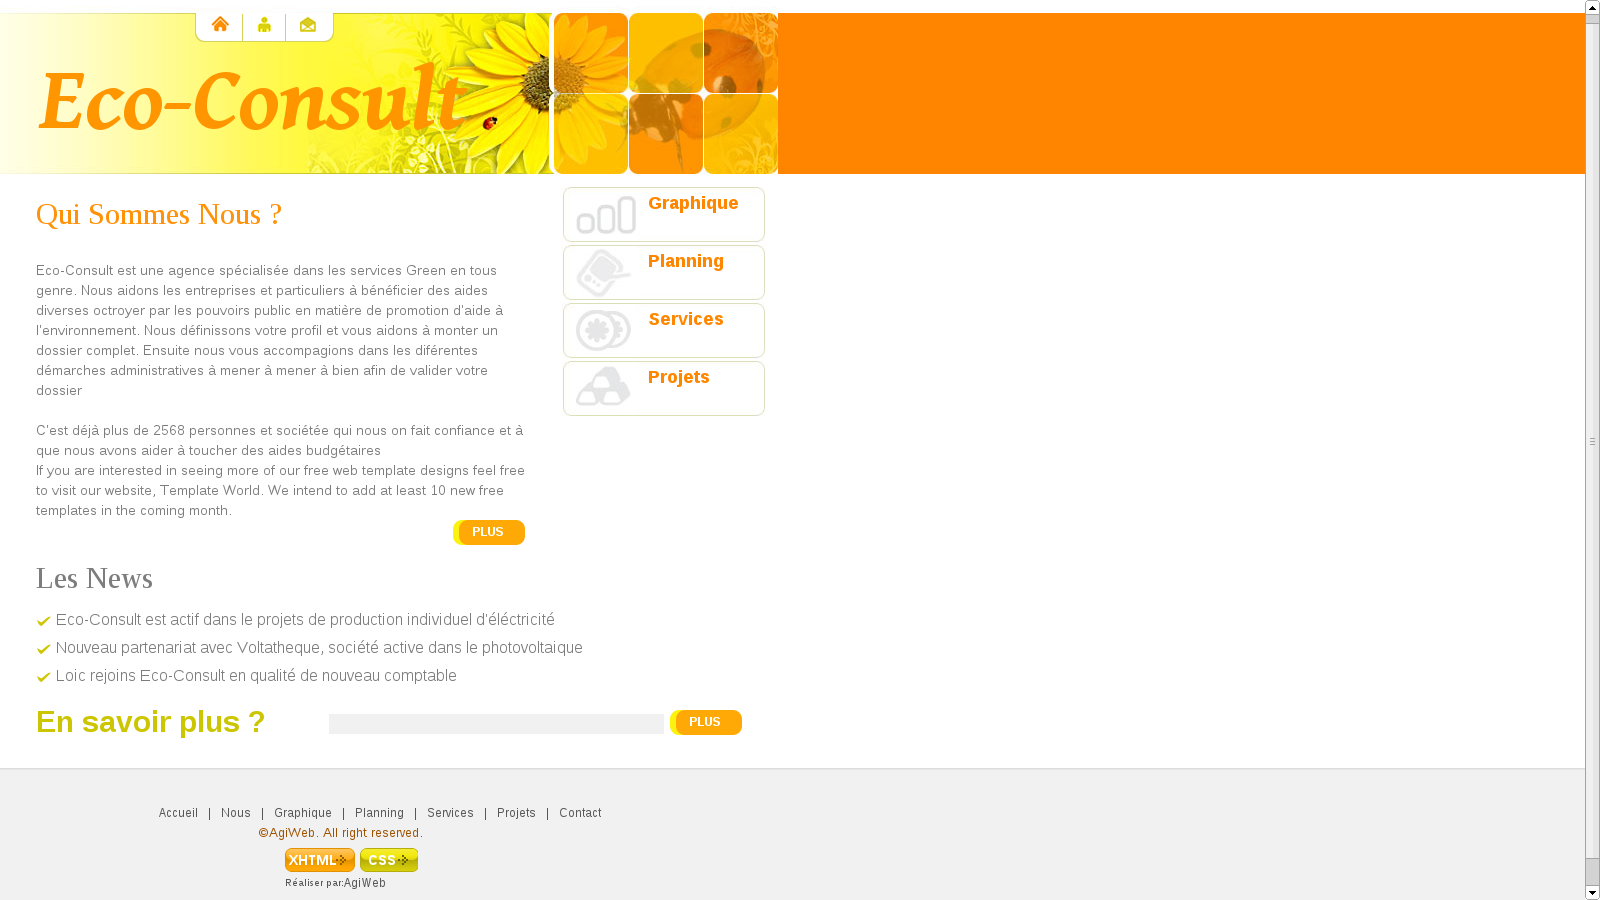 Eco-Consult
Qui Sommes Nous ?
Eco-Consult est une agence spécialisée dans les services Green en tous
genre. Nous aidons les entreprises et particuliers à bénéficier des aides
diverses octroyer par les pouvoirs public en matière de promotion d'aide à
l'environnement. Nous définissons votre profil et vous aidons à monter un
dossier complet. Ensuite nous vous accompagions dans les diférentes
démarches administratives à mener à mener à bien afin de valider votre
dossier
C'est déjà plus de 2568 personnes et sociétée qui nous on fait confiance et à
que nous avons aider à toucher des aides budgétaires
If you are interested in seeing more of our free web template designs feel free
to visit our website, Template World. We intend to add at least 10 new free
templates in the coming month.
PLUS
Graphique
Planning
Services
Projets
Les News
Eco-Consult est actif dans le projets de production individuel d'éléctricité
Nouveau partenariat avec Voltatheque, société active dans le photovoltaique
Loic rejoins Eco-Consult en qualité de nouveau comptable
En savoir plus ?
PLUS
Accueil | Nous | Graphique | Planning | Services | Projets | Contact
©AgiWeb. All right reserved.
XHTML CSS
Réaliser par:AgiWeb